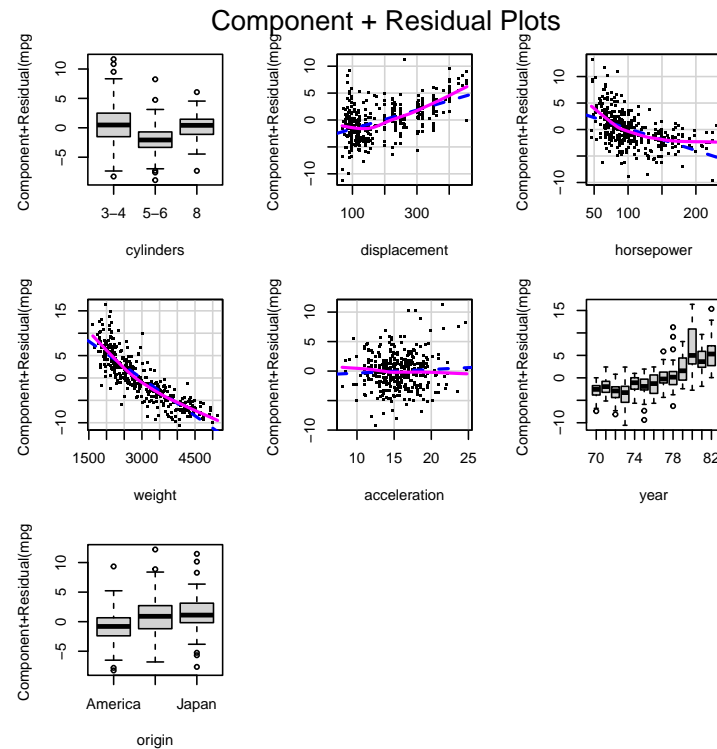 Component + Residual Plots
Component+Residual(mpg
−5 0 5 10
3−4 5−6 8
cylinders
Component+Residual(mpg
−10 −5 0 5 10
100 300
displacement
Component+Residual(mpg
−10 0 5 10
50 100 200
horsepower
Component+Residual(mpg
−10 0 5 15
1500 3000 4500
weight
Component+Residual(mpg
−10 0 5 10
10 15 20 25
acceleration
Component+Residual(mpg
−10 0 5 15
70 74 78 82
year
Component+Residual(mpg
−5 0 5 10
America Japan
origin